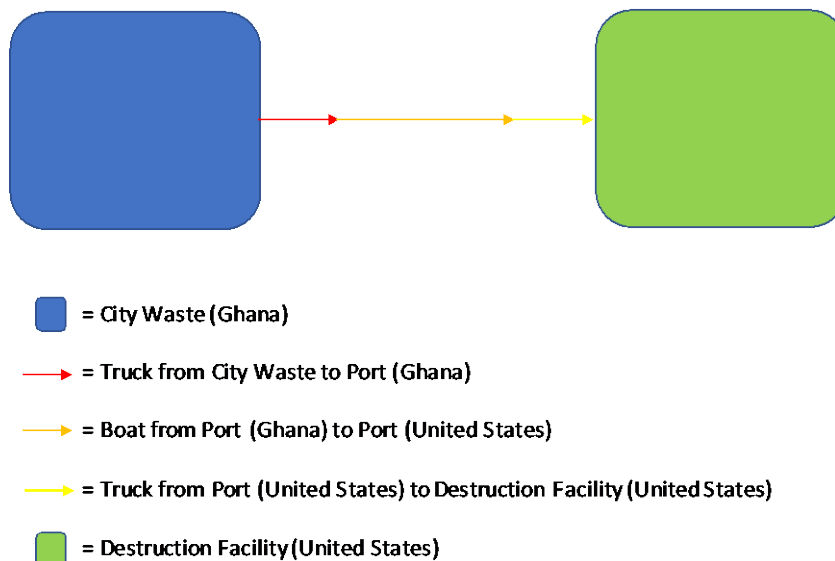 = City Waste (Ghana)
= Truck from City Waste to Port (Ghana)
= Boat from Port (Ghana) to Port (United States)
= Truck from Port (United States) to Destruction Facility (United States)
= Destruction Facility (United States)